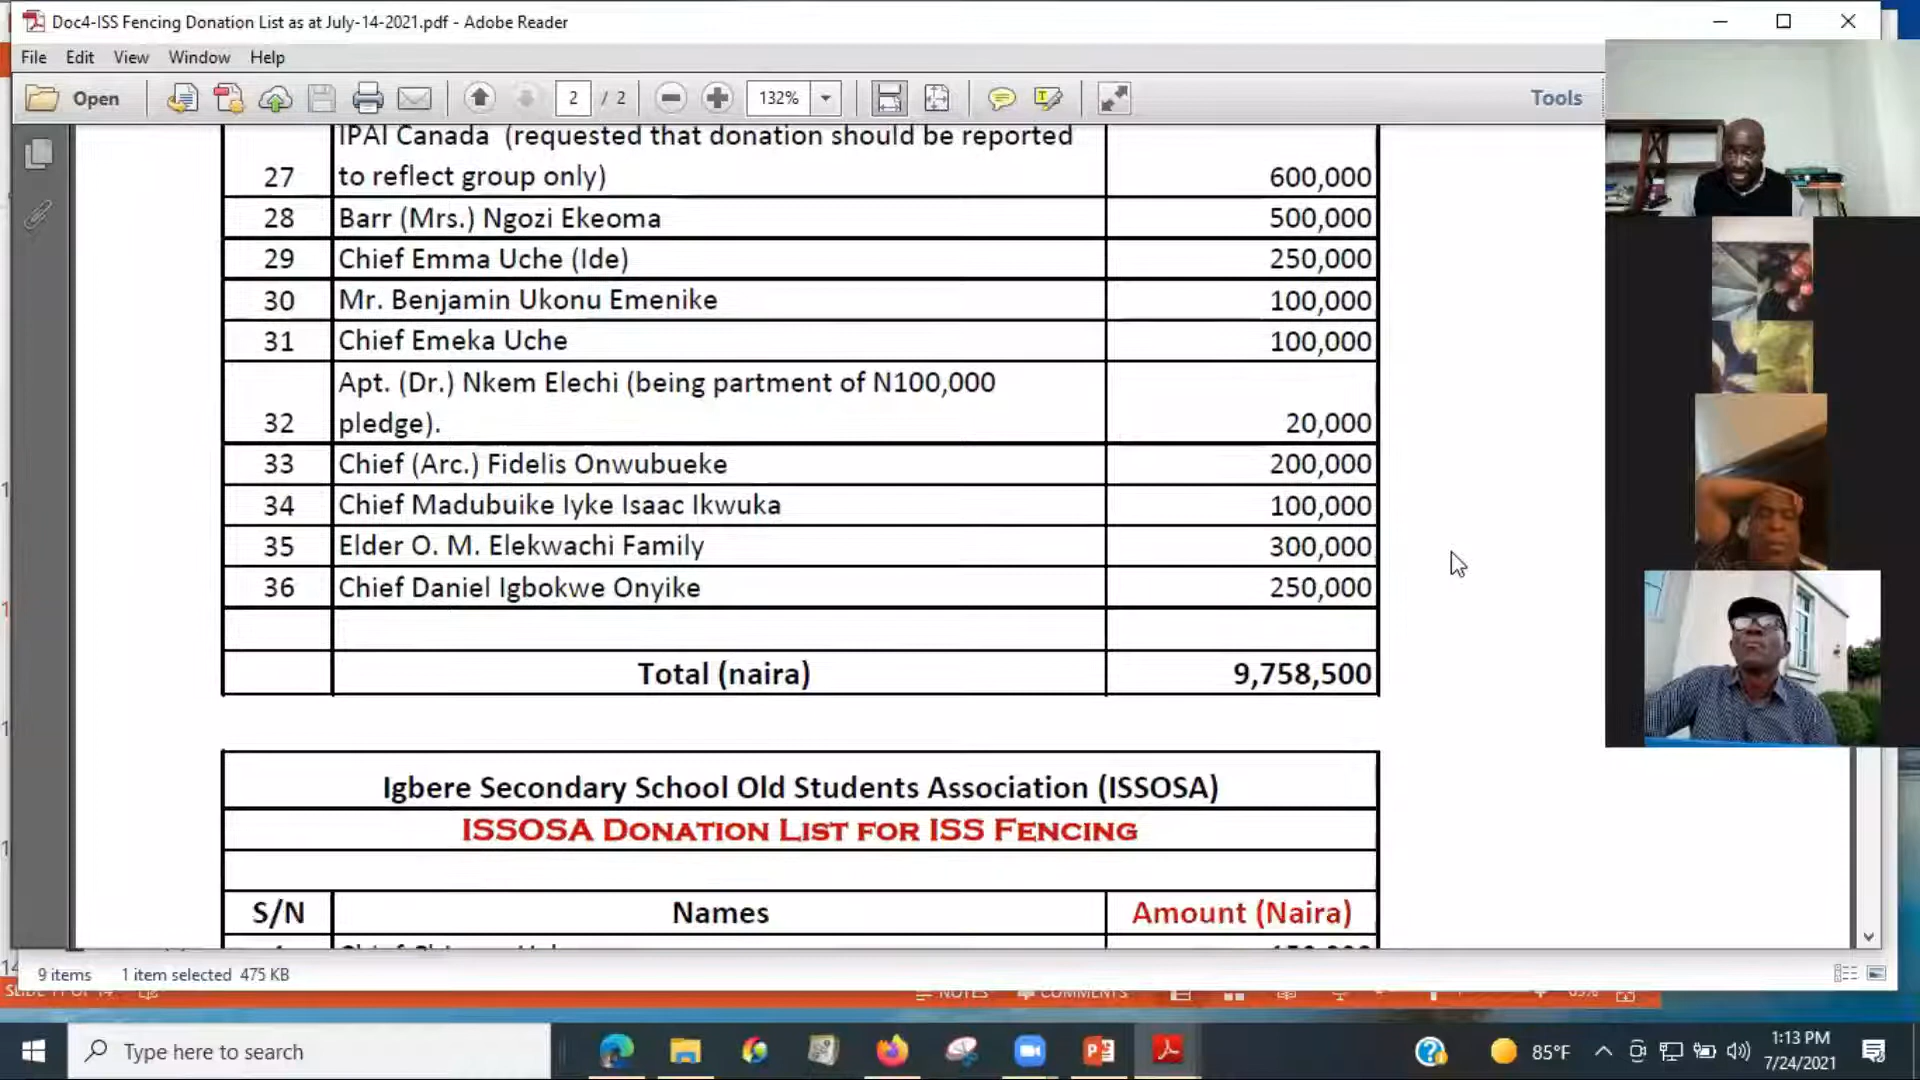 Doc4-ISS Fencing Donation List as at July-14-2021.pdf - Adobe Reader
File Edit View Window Help
Open 2 / 2 132% Tools
IPAI Canada (requested that donation should be reported
27 to reflect group only) 600,000
28 Barr (Mrs.) Ngozi Ekeoma 500,000
29 Chief Emma Uche (Ide) 250,000
30 Mr. Benjamin Ukonu Emenike 100,000
31 Chief Emeka Uche 100,000
Apt. (Dr.) Nkem Elechi (being partment of N100,000
32 pledge). 20,000
33 Chief (Arc.) Fidelis Onwubueke 200,000
34 Chief Madubuike Iyke Isaac Ikwuka 100,000
35 Elder O. M. Elekwachi Family 300,000
36 Chief Daniel Igbokwe Onyike 250,000
Total (naira) 9,758,500
Igbere Secondary School Old Students Association (ISSOSA)
ISSOSA Donation List for ISS Fencing
S/N Names Amount (Naira)
9 items 1 item selected 475 KB
NOTES COMMENTS
Type here to search 85°F 1:13 PM
7/24/2021